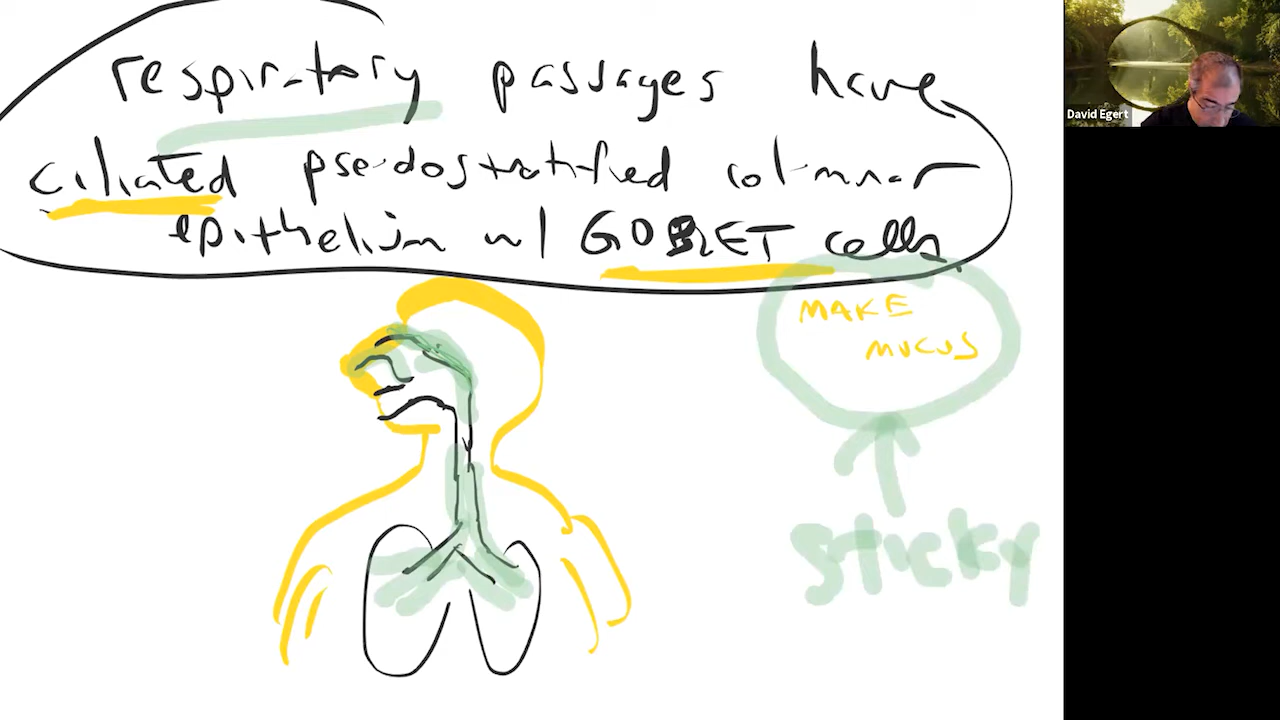 respiratory passages have
ciliated pseudostratified columnar
epithelium w/ GOBLET cells
MAKE
MUCUS
sticky
David Egert